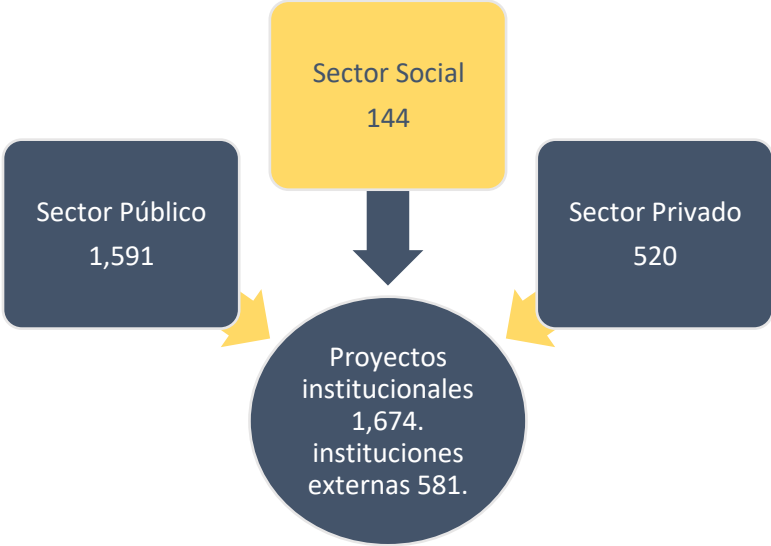 Sector Social
144
Sector Público
1,591
Sector Privado
520
Proyectos
institucionales
1,674.
instituciones
externas 581.